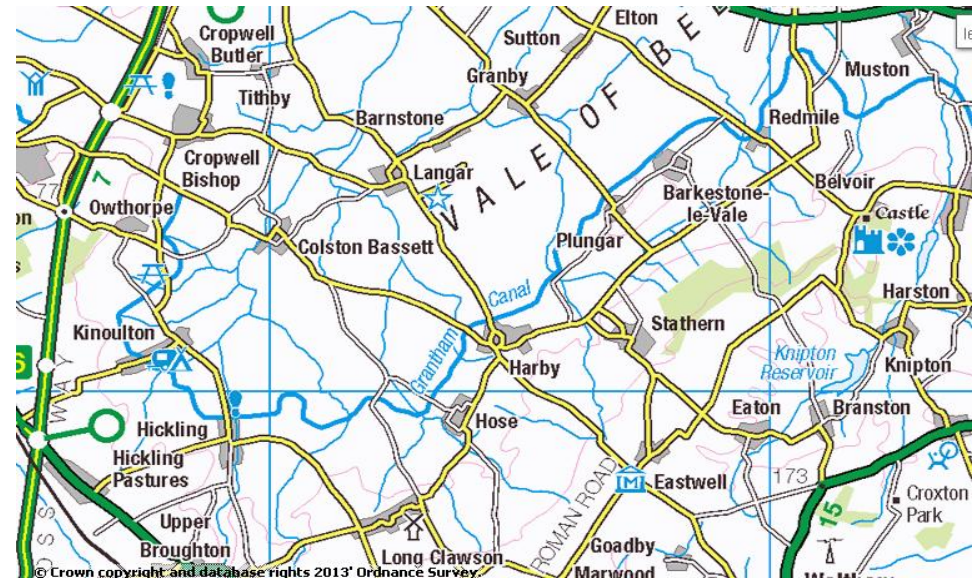 Elton
Cropwell
Butler
Sutton
Muston
Granby
Tithby
VALE OF BE
Barnstone
Redmile
Cropwell
Bishop
Langar
Barkestone-
le-Vale
Belvoir
77
7
Owthorpe
Castle
Colston Bassett
Plungar
Harston
Canal
Kinoulton
Stathern
Knipton
Reservoir
Knipton
Grantham
Harby
WAY
6
Eaton
Branston
Hickling
Hose
Hickling
Pastures
M
Eastwell
173
ROMAN ROAD
Croxton
Park
15
Upper
Broughton
Long Clawson
Goadby
Marwood
© Crown copyright and database rights 2013' Ordnance Survey.